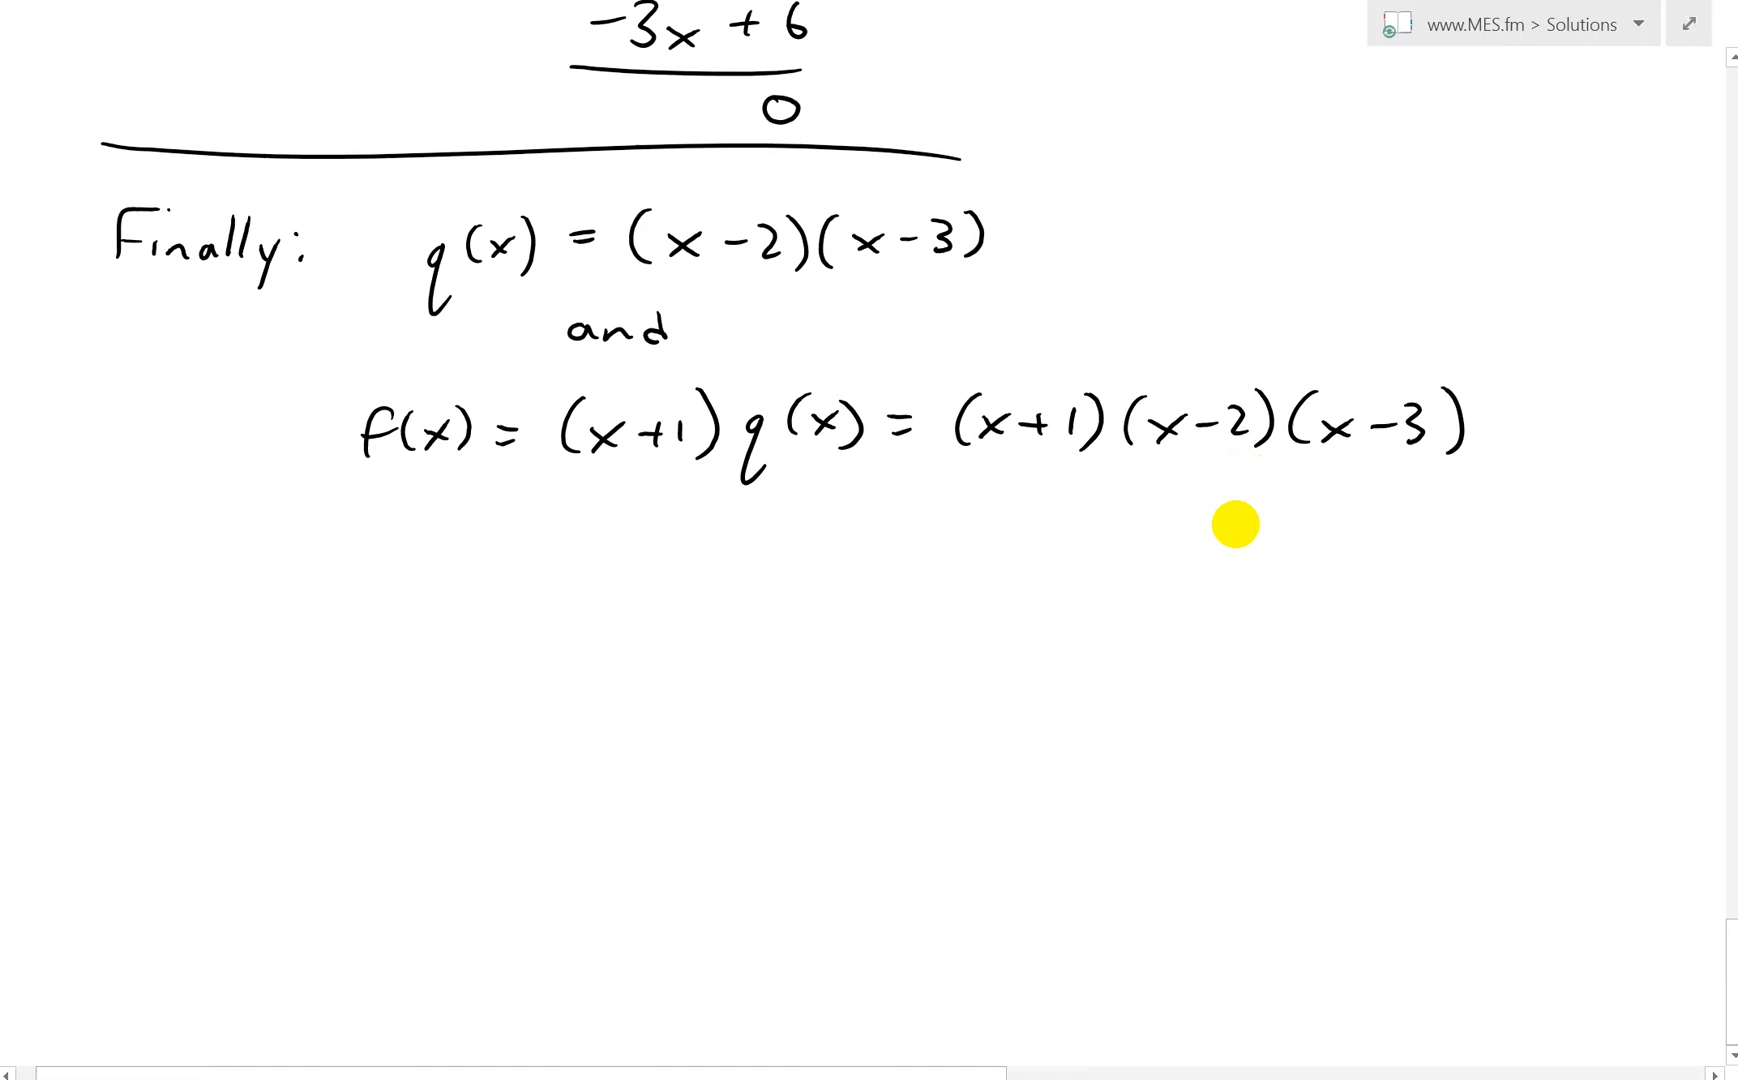 -3x + 6
www.MES.fm > Solutions
0
Finally: q(x) = (x-2)(x-3)
and
f(x) = (x+1) q(x) = (x+1)(x-2)(x-3)